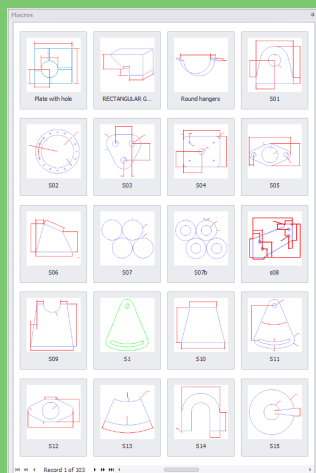 Macros
Plate with hole
RECTANGULAR G...
Round hangers
S01
S02
S03
S04
S05
S06
S07
S07b
s08
S09
S1
S10
S11
S12
S13
S14
S15
Record 1 of 103